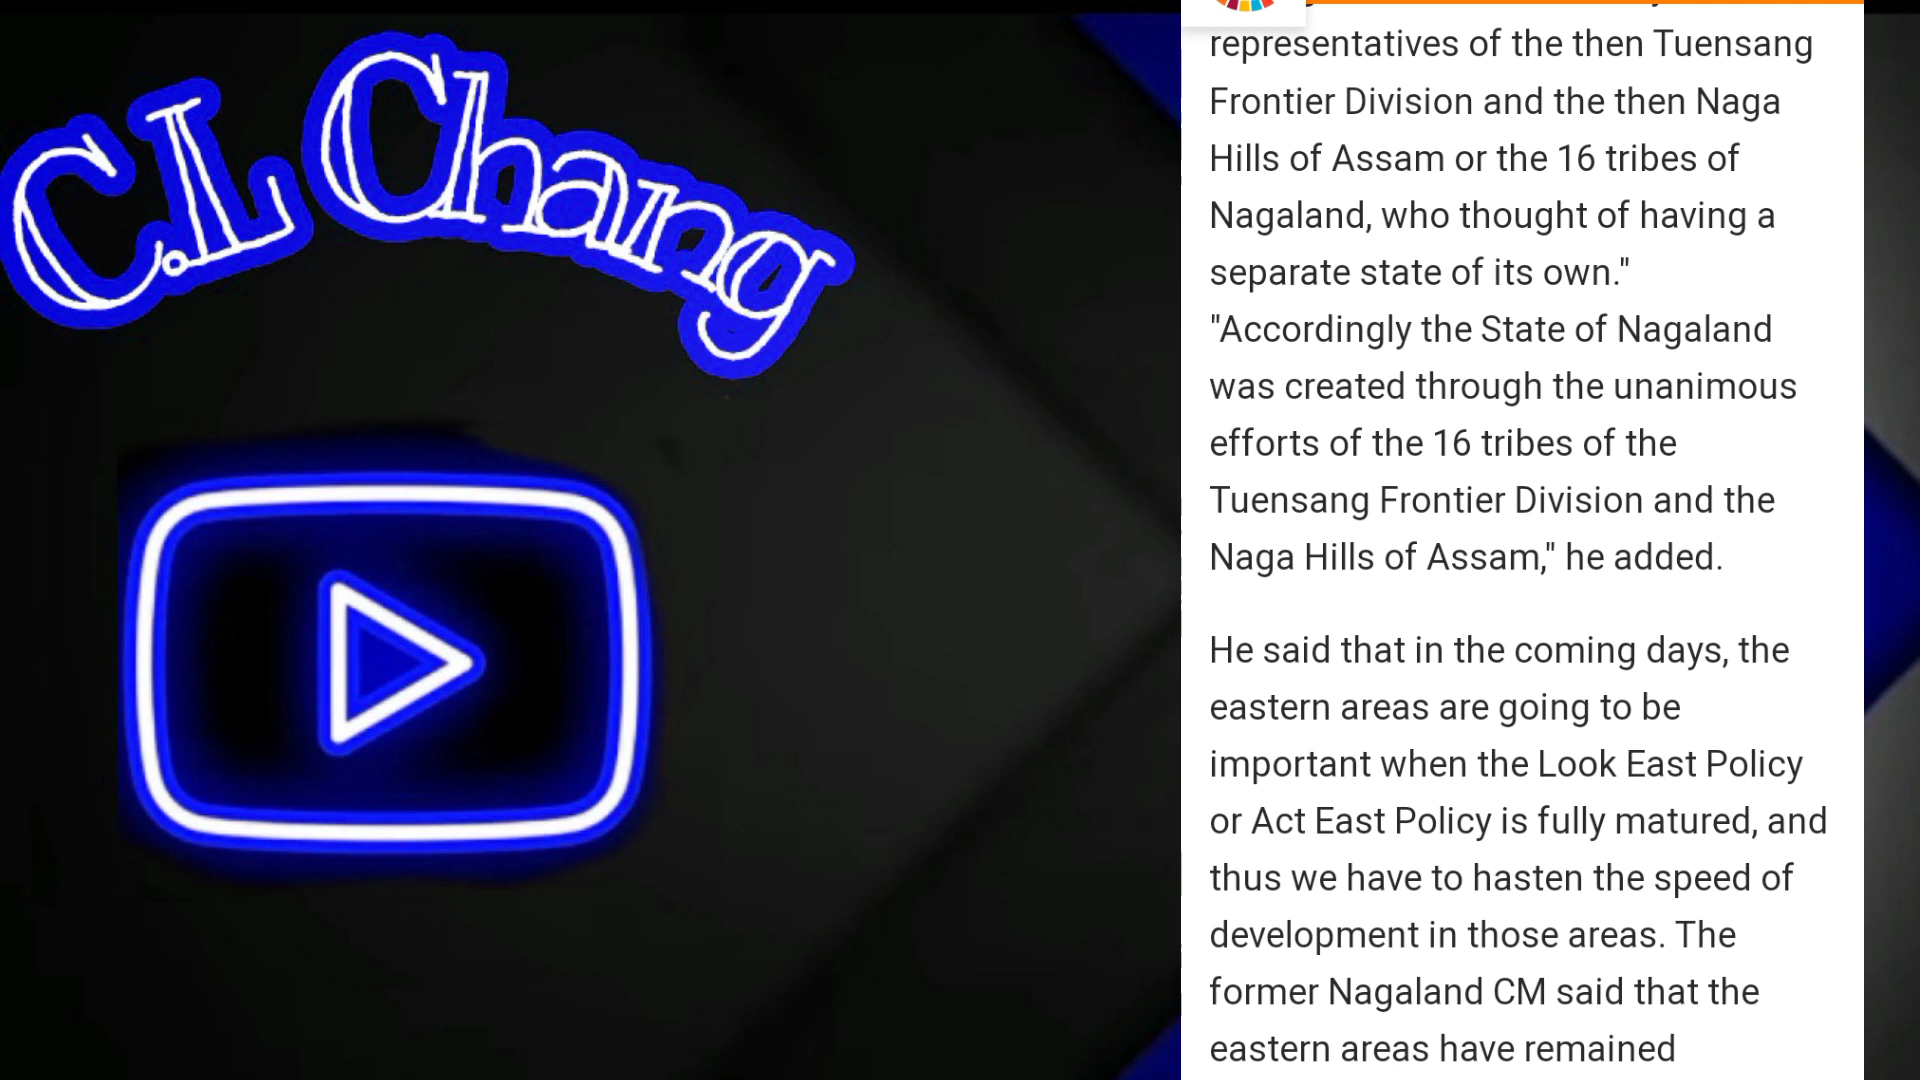 C.L Chang
representatives of the then Tuensang
Frontier Division and the then Naga
Hills of Assam or the 16 tribes of
Nagaland, who thought of having a
separate state of its own."
"Accordingly the State of Nagaland
was created through the unanimous
efforts of the 16 tribes of the
Tuensang Frontier Division and the
Naga Hills of Assam," he added.
He said that in the coming days, the
eastern areas are going to be
important when the Look East Policy
or Act East Policy is fully matured, and
thus we have to hasten the speed of
development in those areas. The
former Nagaland CM said that the
eastern areas have remained